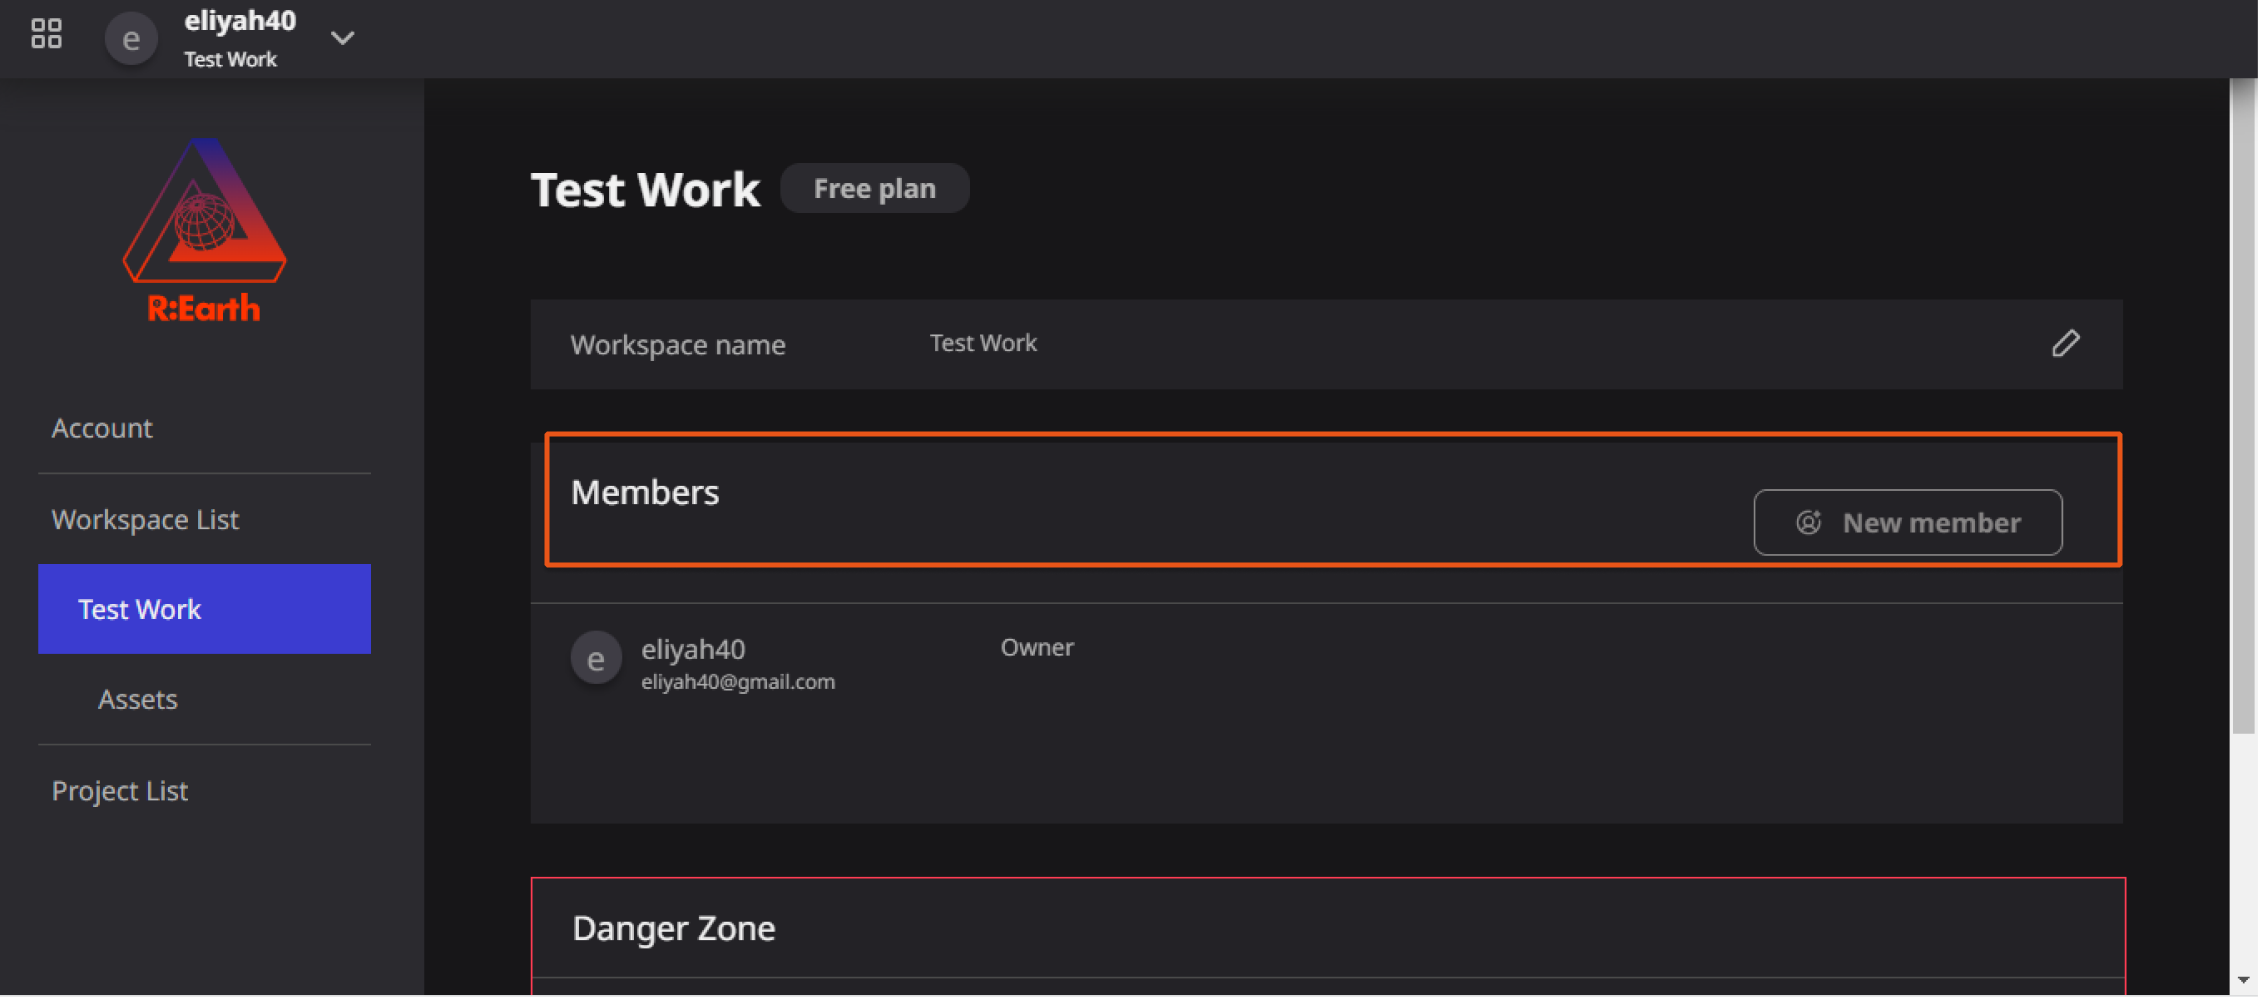 e
eliyah40
Test Work
R:Earth
Account
Workspace List
Test Work
Assets
Project List
Test Work
Free plan
Workspace name
Test Work
Members
New member
e
eliyah40
eliyah40@gmail.com
Owner
Danger Zone